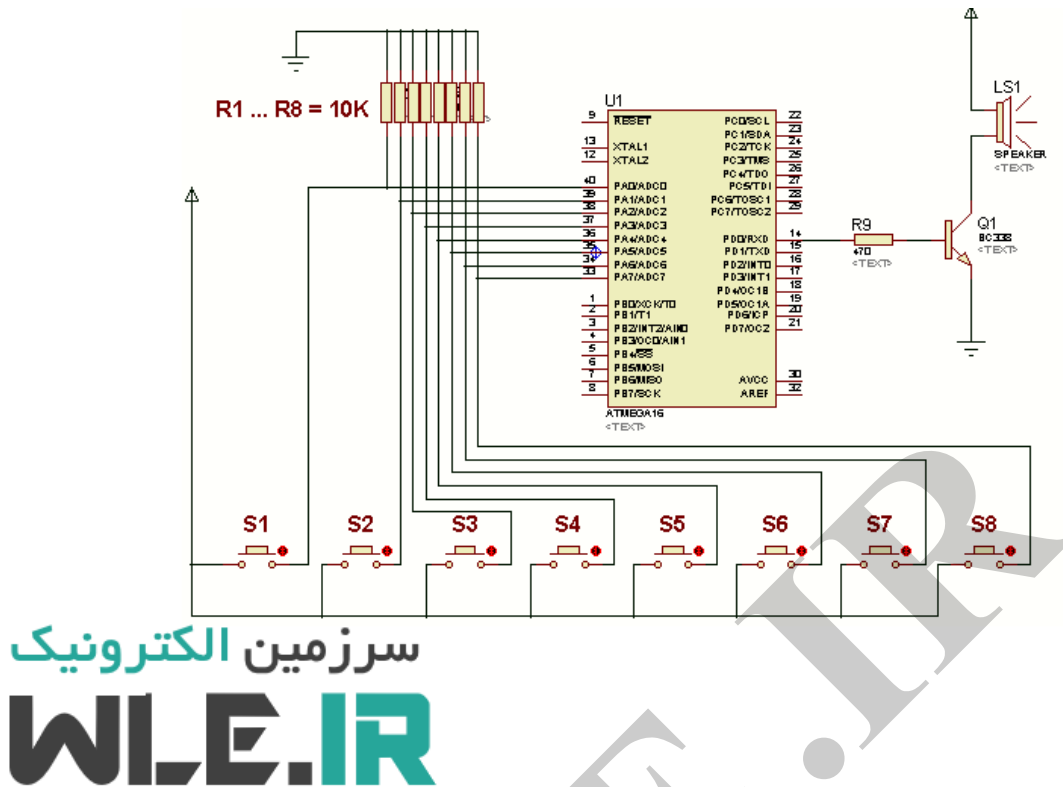 LS1
SPEAKER
<TEXT>
R1 ... R8 = 10K
U1
9 RESET
13 XTAL1
12 XTAL2
40 PA0/ADC0
39 PA1/ADC1
38 PA2/ADC2
37 PA3/ADC3
36 PA4/ADC4
35 PA5/ADC5
34 PA6/ADC6
33 PA7/ADC7
1 PB0/XCK/T0
2 PB1/T1
3 PB2/INT2/AIN0
4 PB3/OC0/AIN1
5 PB4/SS
6 PB5/MOSI
7 PB6/MISO
8 PB7/SCK
PC0/SCL 22
PC1/SDA 23
PC2/TCK 24
PC3/TMS 25
PC4/TDO 26
PC5/TDI 27
PC6/TOSC1 28
PC7/TOSC2 29
PD0/RXD 14
PD1/TXD 15
PD2/INT0 16
PD3/INT1 17
PD4/OC1B 18
PD5/OC1A 19
PD6/ICP 20
PD7/OC2 21
AVCC 30
AREF 32
ATMEGA16
<TEXT>
R9
470
<TEXT>
Q1
BC338
<TEXT>
S1 S2 S3 S4 S5 S6 S7 S8
سرزمین الکترونیک
WLE.IR
E.IR